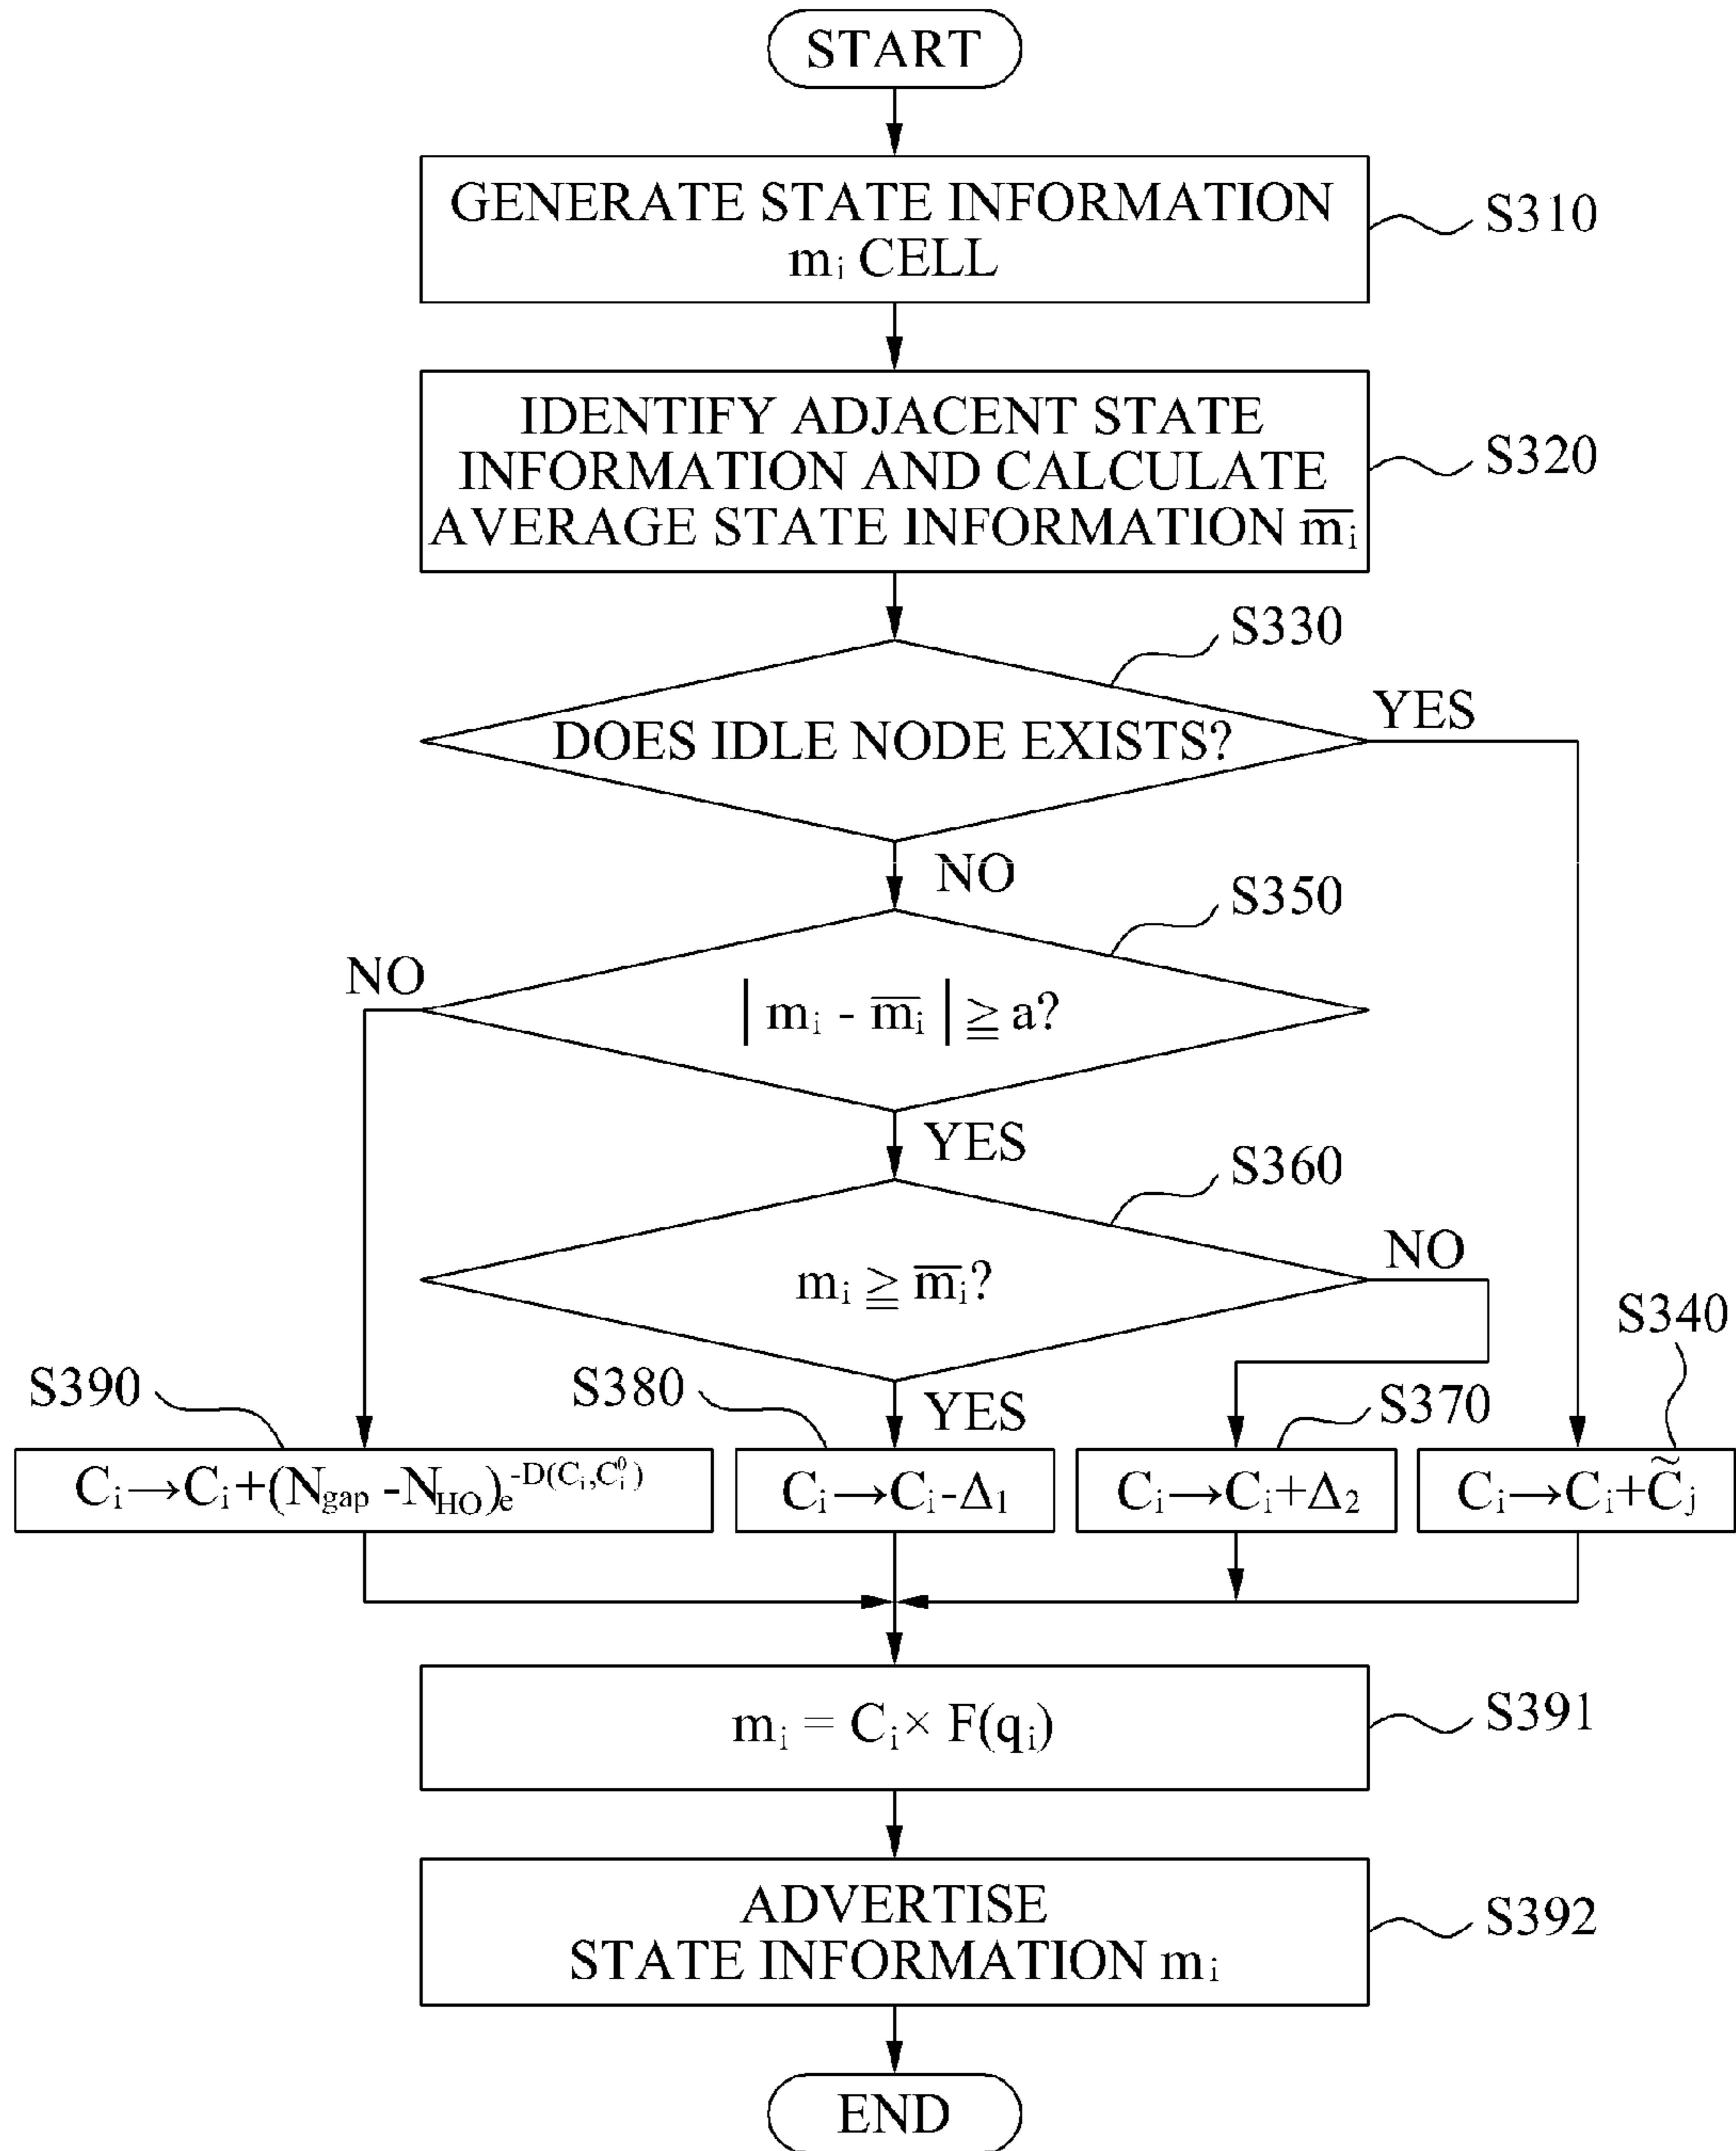 START
GENERATE STATE INFORMATION
mᵢ CELL
S310
IDENTIFY ADJACENT STATE
INFORMATION AND CALCULATE
AVERAGE STATE INFORMATION m̅ᵢ
S320
S330
DOES IDLE NODE EXISTS?
YES
NO
S350
NO
| mᵢ - m̅ᵢ | ≧ a?
YES
S360
mᵢ ≧ m̅ᵢ?
NO
S340
S390
S380
YES
S370
Cᵢ→Cᵢ+(N_gap -N_HO)e^-D(Cᵢ,Cᵢ⁰)
Cᵢ→Cᵢ-Δ₁
Cᵢ→Cᵢ+Δ₂
Cᵢ→Cᵢ+C̃ⱼ
mᵢ = Cᵢ× F(qᵢ)
S391
ADVERTISE
STATE INFORMATION mᵢ
S392
END